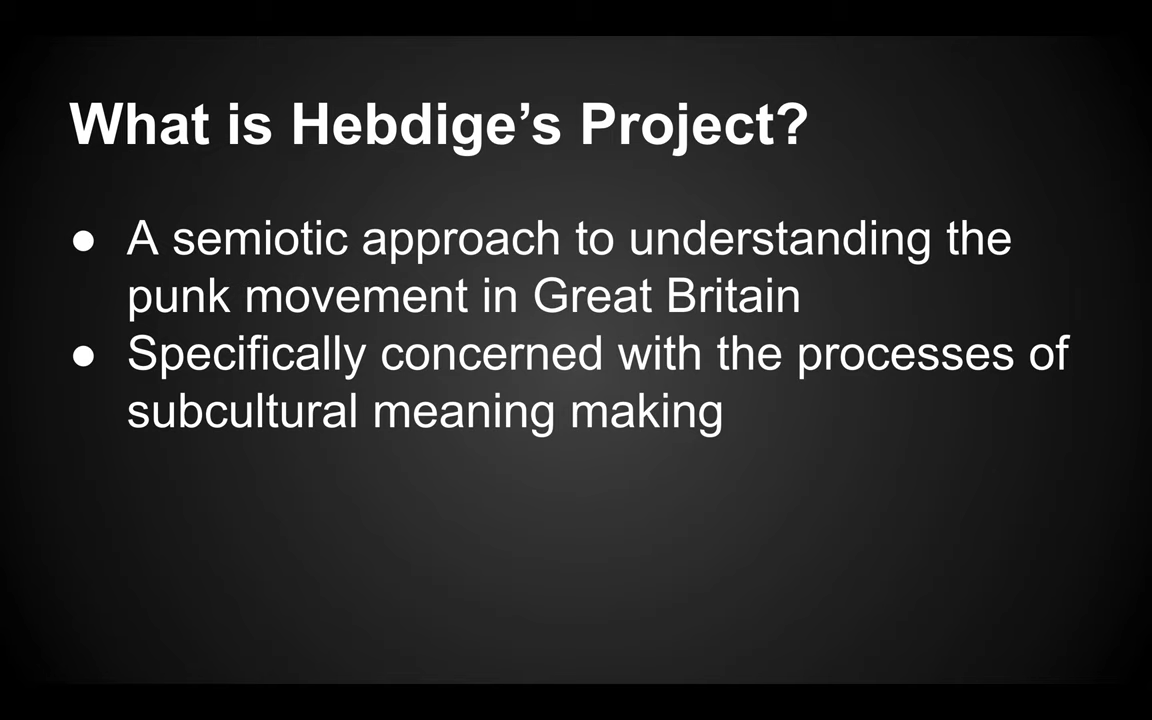 What is Hebdige’s Project?
● A semiotic approach to understanding the
punk movement in Great Britain
● Specifically concerned with the processes of
subcultural meaning making